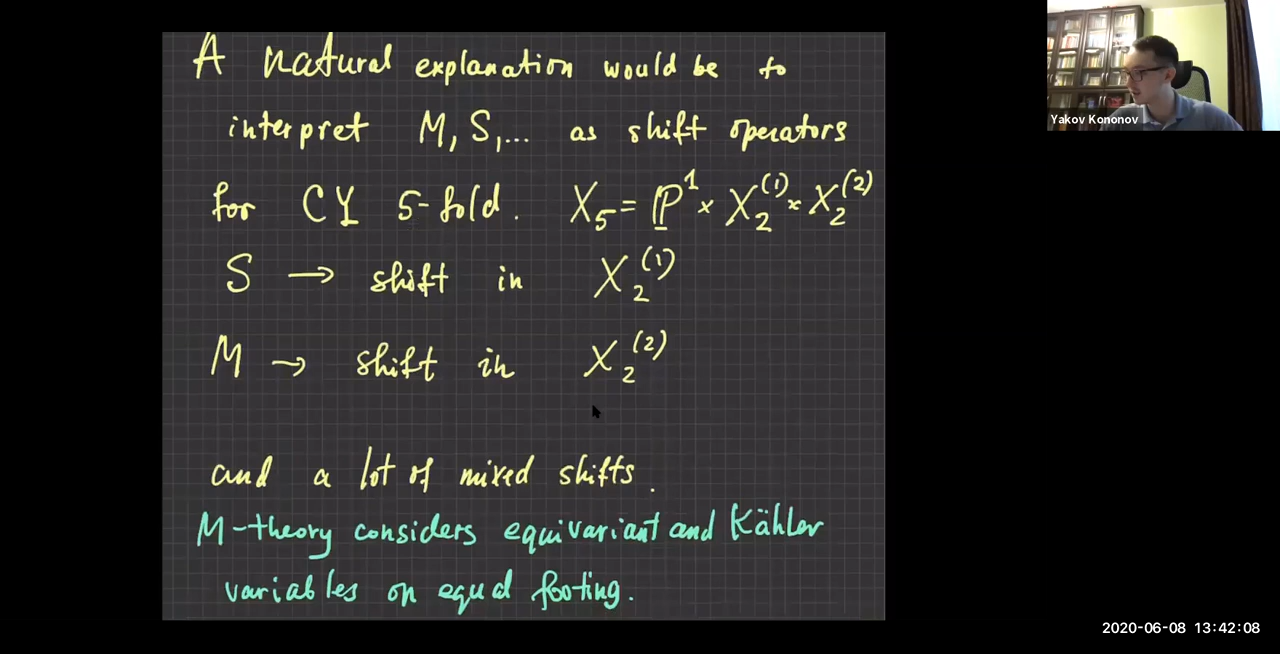 A natural explanation would be to
interpret M, S, ... as shift operators
for CY 5-fold. X₅ = P¹ × X₂⁽¹⁾ × X₂⁽²⁾
S → shift in X₂⁽¹⁾
M → shift in X₂⁽²⁾
and a lot of mixed shifts.
M-theory considers equivariant and Kähler
variables on equal footing.
Yakov Kononov
2020-06-08 13:42:08